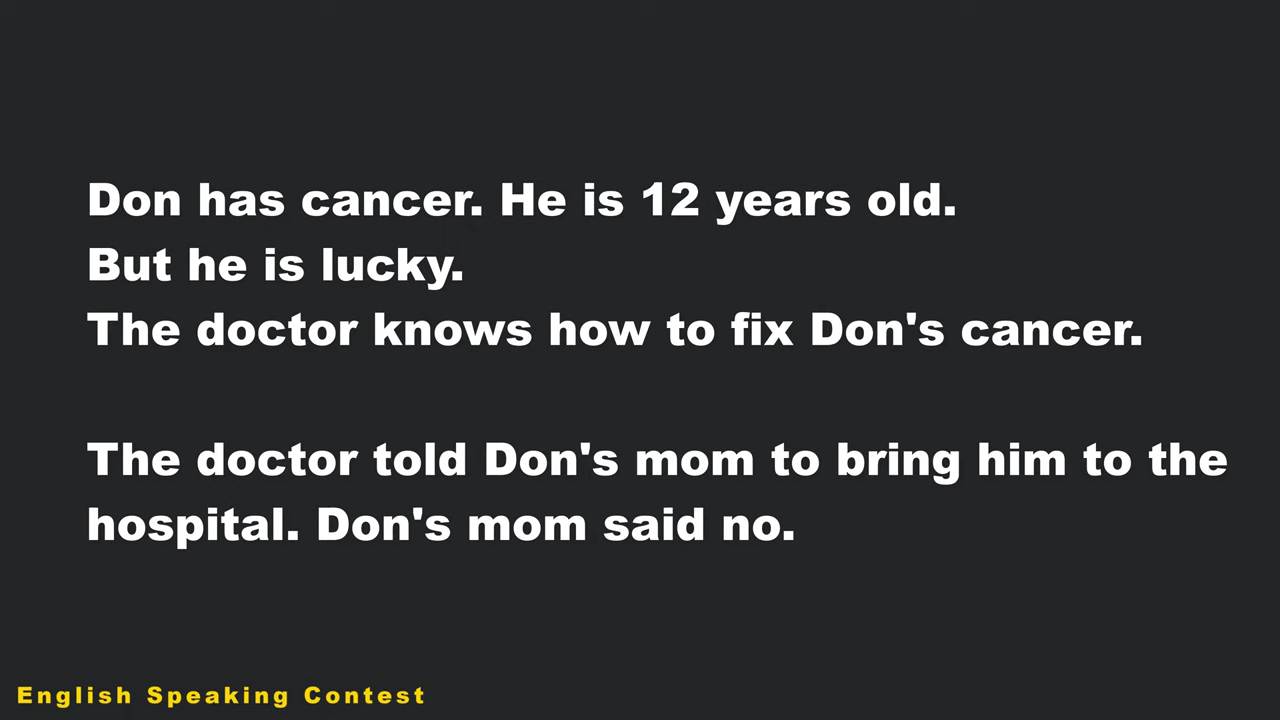 Don has cancer. He is 12 years old.
But he is lucky.
The doctor knows how to fix Don's cancer.
The doctor told Don's mom to bring him to the
hospital. Don's mom said no.
English Speaking Contest